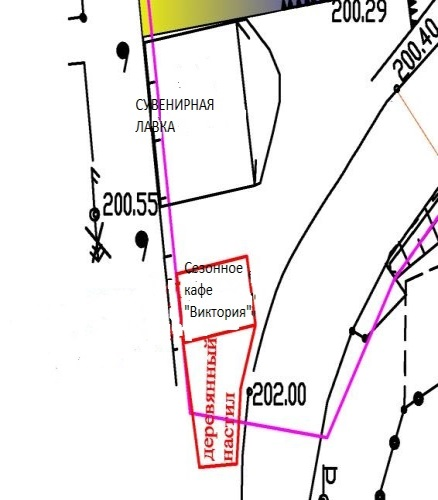 200.29
200.40
СУВЕНИРНАЯ
ЛАВКА
200.55
Сезонное
кафе
"Виктория"
деревянный
настил
202.00